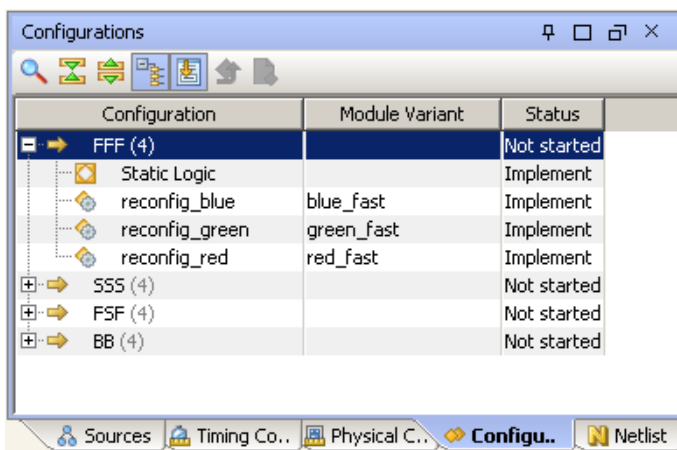 Configurations
Configuration Module Variant Status
FFF (4) Not started
Static Logic Implement
reconfig_blue blue_fast Implement
reconfig_green green_fast Implement
reconfig_red red_fast Implement
SSS (4) Not started
FSF (4) Not started
BB (4) Not started
Sources Timing Co.. Physical C.. Configu.. Netlist